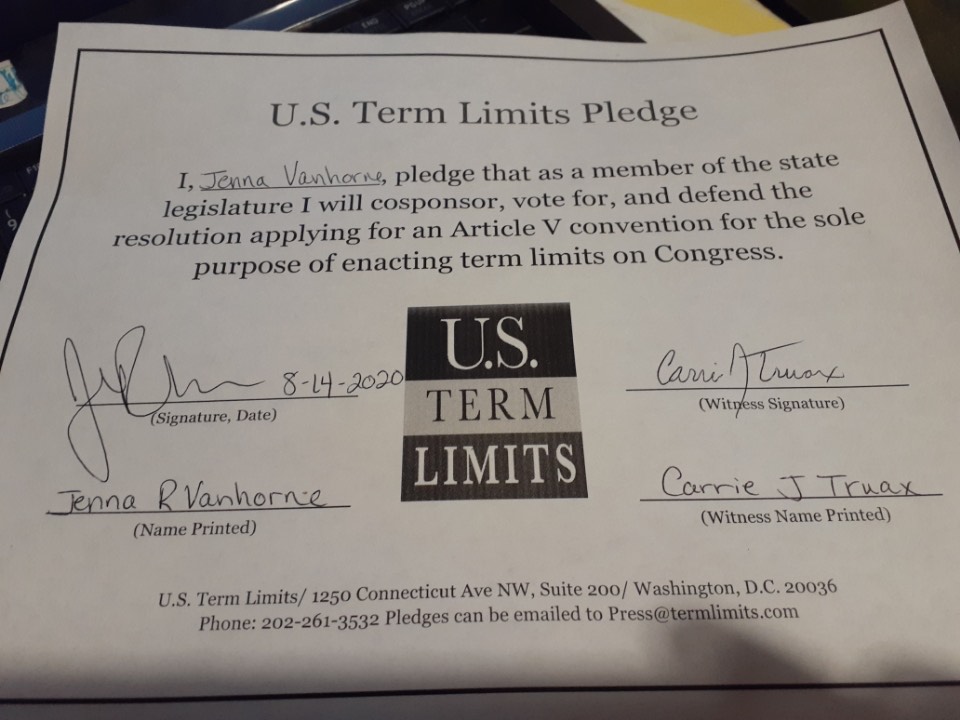 U.S. Term Limits Pledge
I, Jenna Vanhorne, pledge that as a member of the state
legislature I will cosponsor, vote for, and defend the
resolution applying for an Article V convention for the sole
purpose of enacting term limits on Congress.
8-14-2020
(Signature, Date)
Jenna R Vanhorne
(Name Printed)
U.S.
TERM
LIMITS
Carrie J Truax
(Witness Signature)
Carrie J Truax
(Witness Name Printed)
U.S. Term Limits/ 1250 Connecticut Ave NW, Suite 200/ Washington, D.C. 20036
Phone: 202-261-3532 Pledges can be emailed to Press@termlimits.com